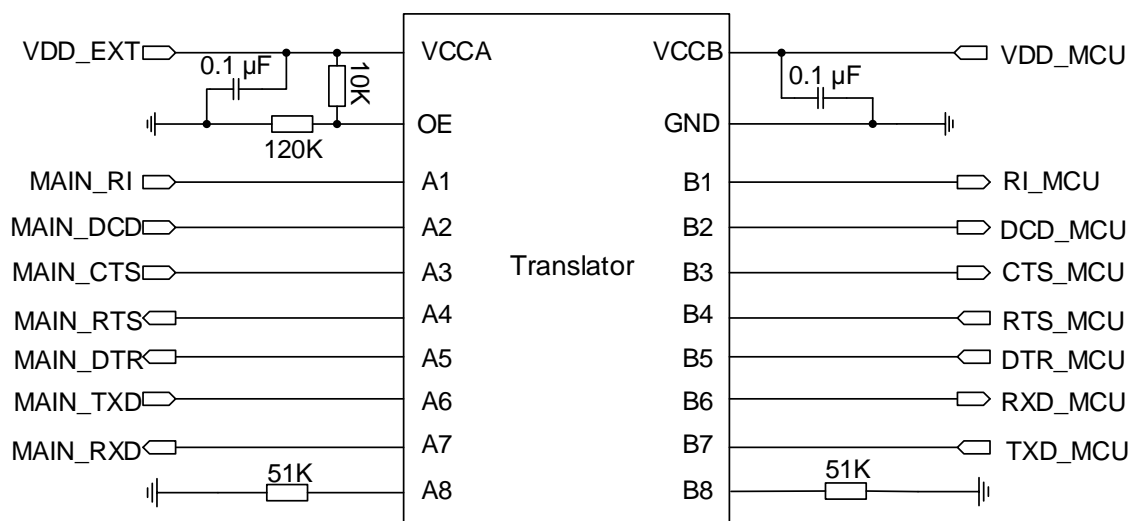 VDD_EXT VCCA VCCB VDD_MCU
0.1 µF 10K 0.1 µF
OE GND
120K
MAIN_RI A1 B1 RI_MCU
MAIN_DCD A2 B2 DCD_MCU
MAIN_CTS A3 Translator B3 CTS_MCU
MAIN_RTS A4 B4 RTS_MCU
MAIN_DTR A5 B5 DTR_MCU
MAIN_TXD A6 B6 RXD_MCU
MAIN_RXD A7 B7 TXD_MCU
51K A8 B8 51K